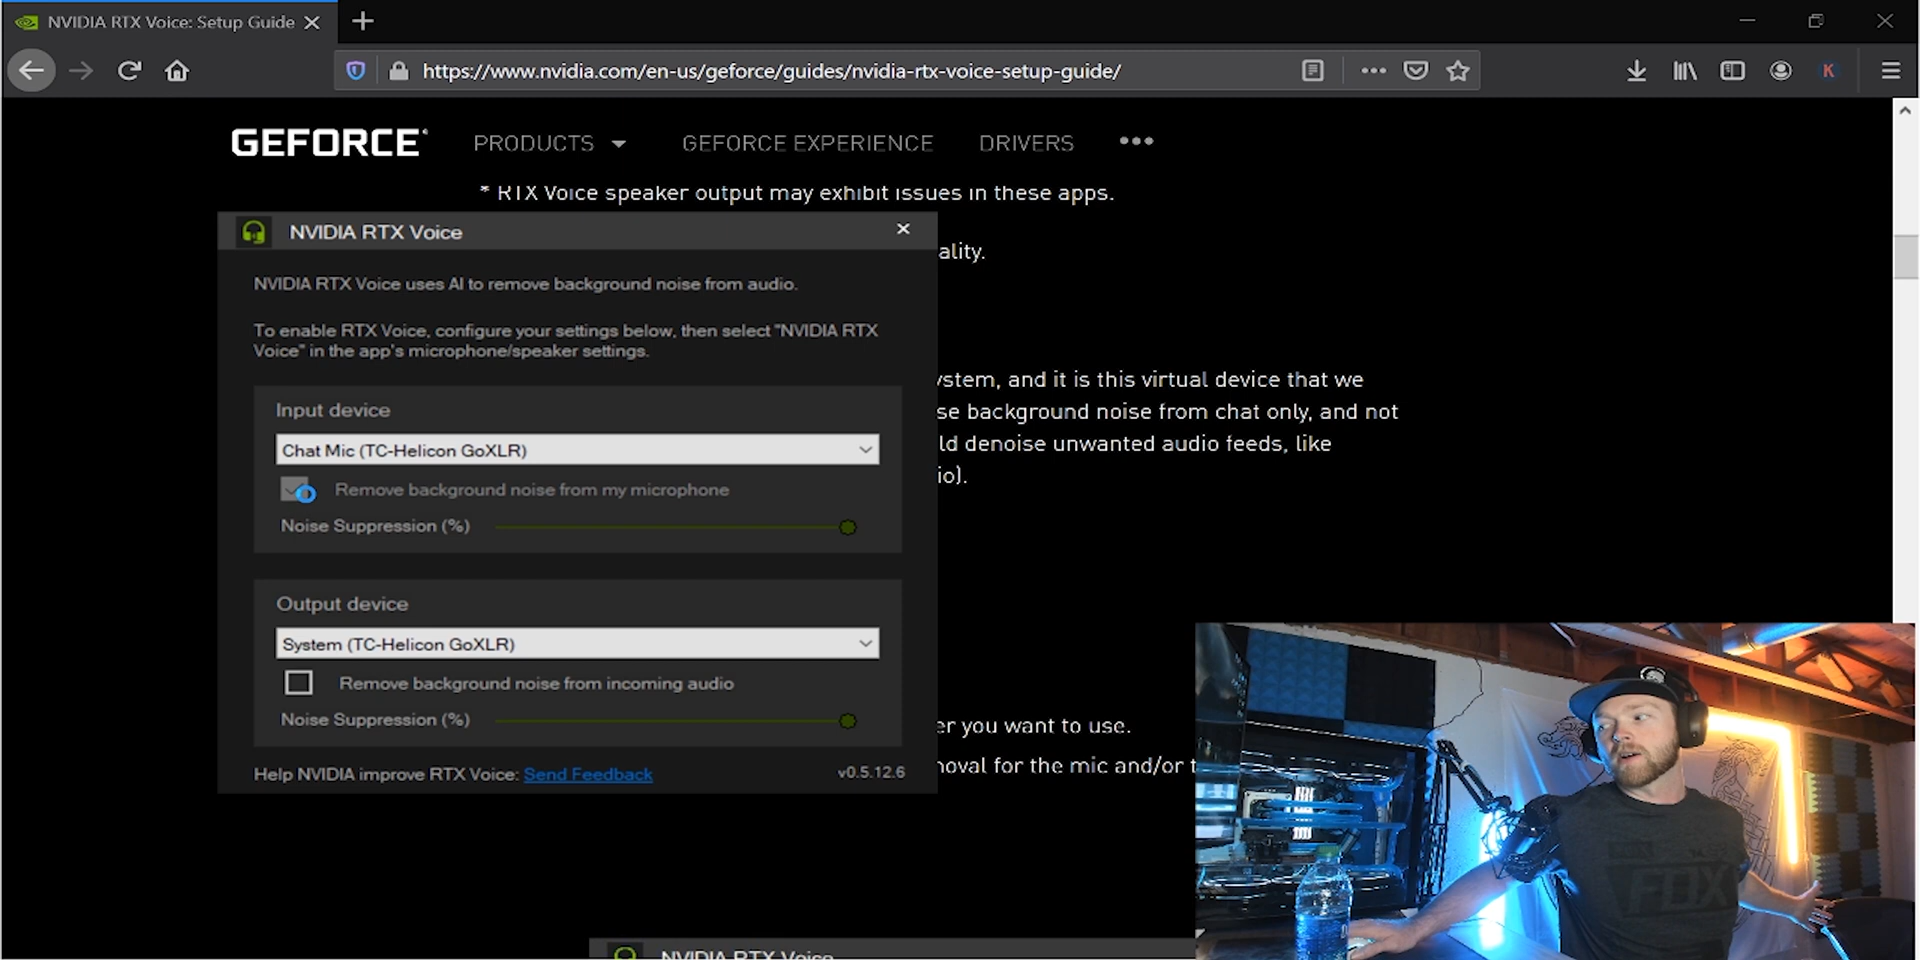 NVIDIA RTX Voice: Setup Guide
https://www.nvidia.com/en-us/geforce/guides/nvidia-rtx-voice-setup-guide/
K
GEFORCE PRODUCTS GEFORCE EXPERIENCE DRIVERS
* RTX Voice speaker output may exhibit issues in these apps.
NVIDIA RTX Voice
ality.
NVIDIA RTX Voice uses AI to remove background noise from audio.
To enable RTX Voice, configure your settings below, then select "NVIDIA RTX
Voice" in the app's microphone/speaker settings.
ystem, and it is this virtual device that we
se background noise from chat only, and not
ld denoise unwanted audio feeds, like
io).
Input device
Chat Mic (TC-Helicon GoXLR)
Remove background noise from my microphone
Noise Suppression (%)
Output device
System (TC-Helicon GoXLR)
Remove background noise from incoming audio
Noise Suppression (%)
Help NVIDIA improve RTX Voice: Send Feedback v0.5.12.6
er you want to use.
noval for the mic and/or t
NVIDIA RTX Voice
FOX